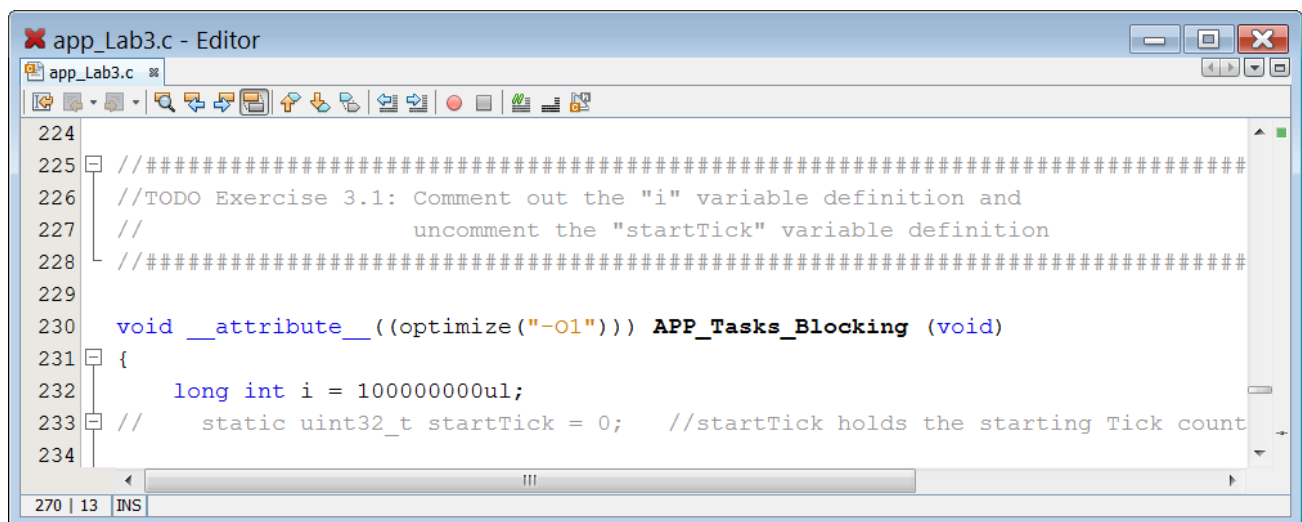 app_Lab3.c - Editor
app_Lab3.c
224
225 //##############################################################################
226 //TODO Exercise 3.1: Comment out the "i" variable definition and
227 // uncomment the "startTick" variable definition
228 //##############################################################################
229
230 void __attribute__((optimize("-O1"))) APP_Tasks_Blocking (void)
231 {
232 long int i = 100000000ul;
233 // static uint32_t startTick = 0; //startTick holds the starting Tick count
234
270 | 13 INS